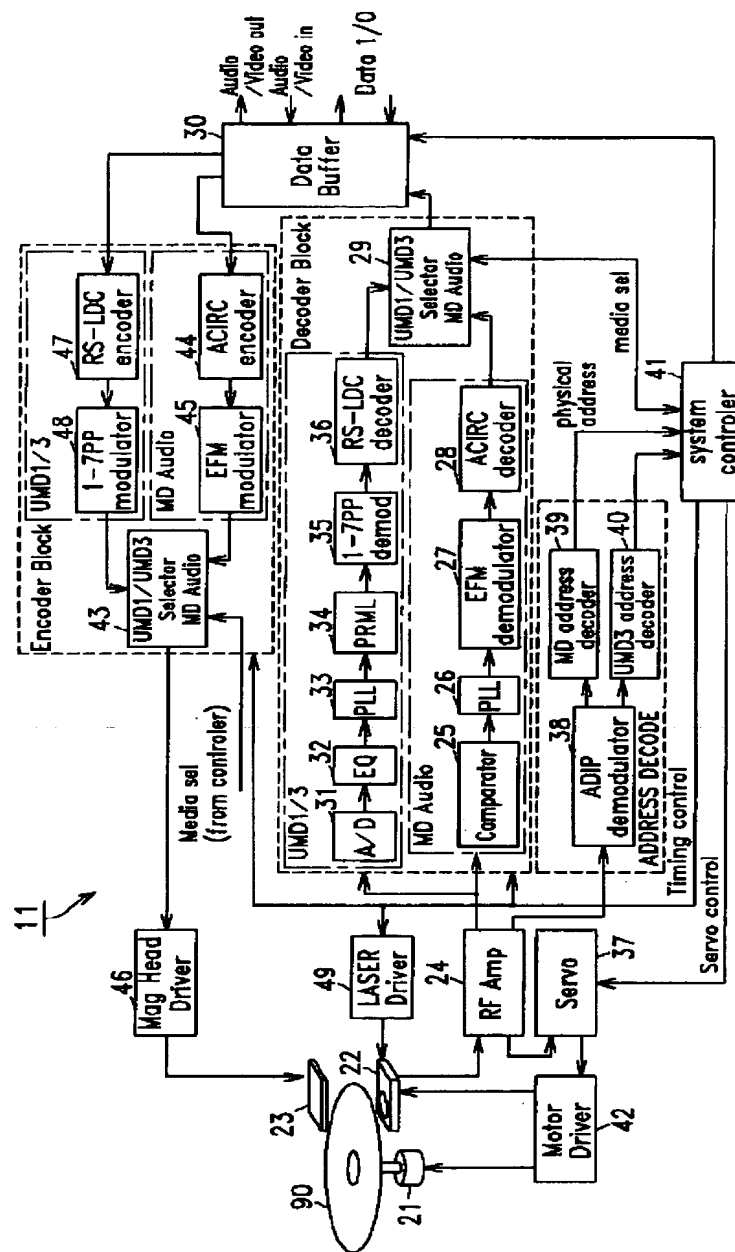 11
Encoder Block
UMD1/3
48
1-7PP
modulator
47
RS-LDC
encoder
MD Audio
45
EFM
modulator
44
ACIRC
encoder
43
UMD1/UMD3
Selector
MD Audio
46
Mag Head
Driver
Media sel
(from controler)
30
Data
Buffer
Audio
/Video out
Audio
/Video in
Data I/O
Decoder Block
UMD1/3
31
A/D
32
EQ
33
PLL
34
PRML
35
1-7PP
demod
36
RS-LDC
decoder
MD Audio
25
Comparator
26
PLL
27
EFM
demodulator
28
ACIRC
decoder
29
UMD1/UMD3
Selector
MD Audio
90
23
22
21
49
LASER
Driver
24
RF Amp
37
Servo
Motor
Driver
42
38
ADIP
demodulator
39
MD address
decoder
UMD3 address
decoder
40
ADDRESS DECODE
physical
address
media sel
41
system
controler
Timing control
Servo control